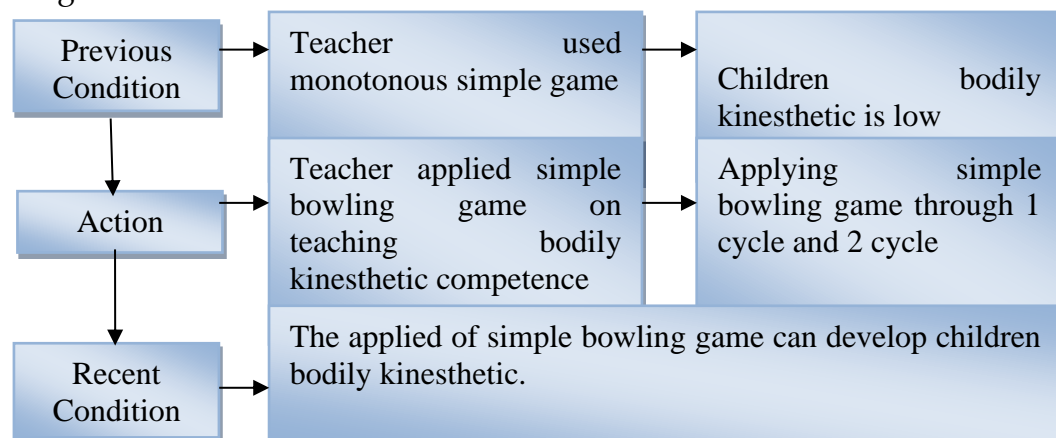 Previous
Condition
Teacher used
monotonous simple game
Children bodily
kinesthetic is low
Action
Teacher applied simple
bowling game on
teaching bodily
kinesthetic competence
Applying simple
bowling game through 1
cycle and 2 cycle
Recent
Condition
The applied of simple bowling game can develop children
bodily kinesthetic.